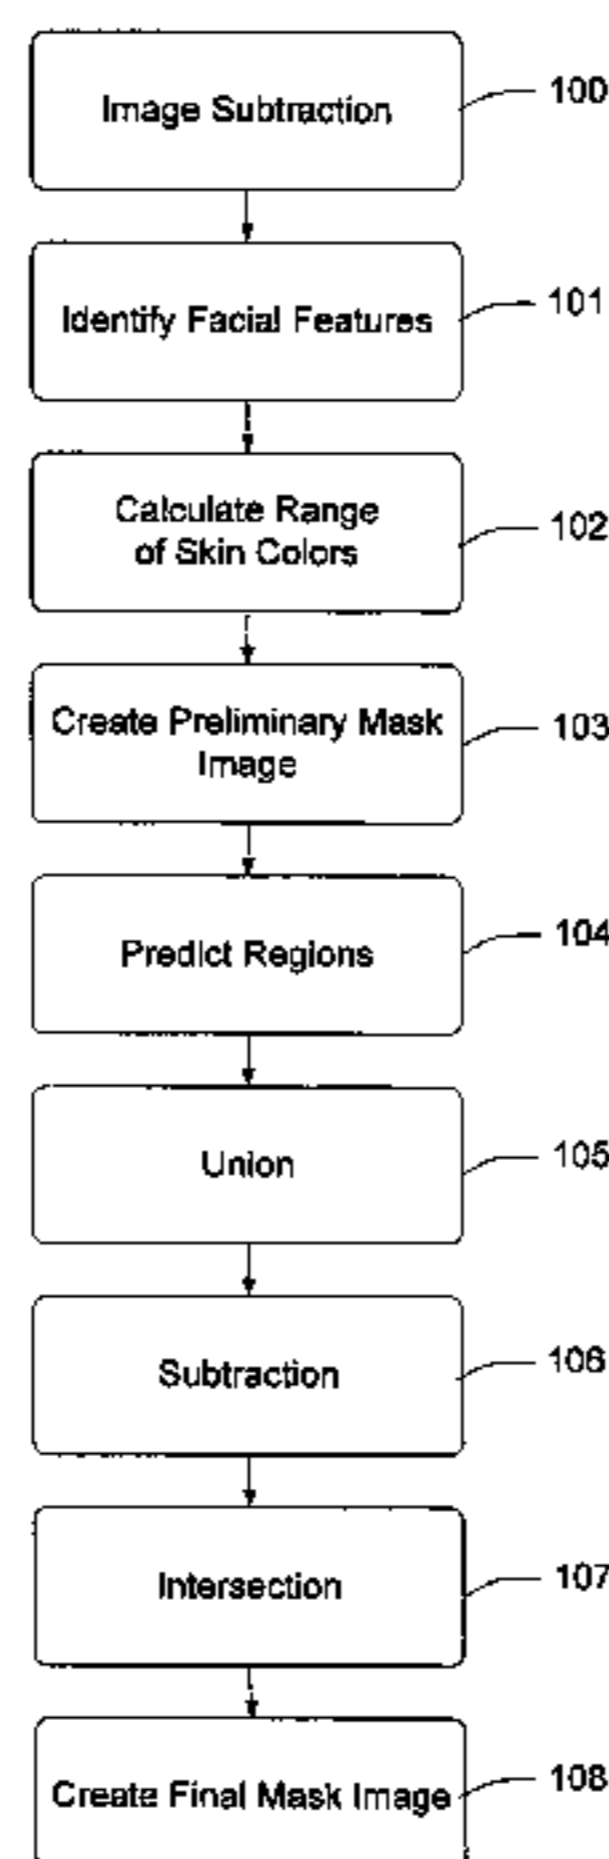 Image Subtraction
100
Identify Facial Features
101
Calculate Range
of Skin Colors
102
Create Preliminary Mask
Image
103
Predict Regions
104
Union
105
Subtraction
106
Intersection
107
Create Final Mask Image
108